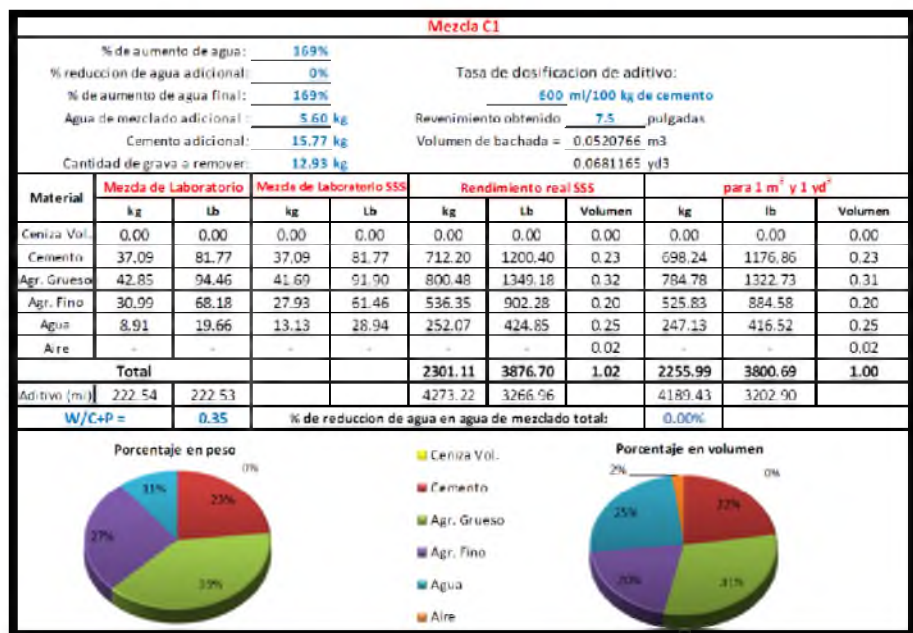 Mezcla C1
% de aumento de agua: 169%
% reduccion de agua adicional: 0% Tasa de dosificacion de aditivo:
% de aumento de agua final: 169% 600 ml/100 kg de cemento
Agua de mezclado adicional : 5.60 kg Revenimiento obtenido 7.5 pulgadas
Cemento adicional: 15.77 kg Volumen de bachada = 0.0520766 m3
Cantidad de grava a remover: 12.93 kg 0.0681165 yd3
Material Mezcla de Laboratorio Mezcla de Laboratorio SSS Rendimiento real SSS para 1 m³ y 1 yd³
kg Lb kg Lb kg Lb Volumen kg lb Volumen
Ceniza Vol. 0.00 0.00 0.00 0.00 0.00 0.00 0.00 0.00 0.00 0.00
Cemento 37.09 81.77 37.09 81.77 712.20 1200.40 0.23 698.24 1176.86 0.23
Agr. Grueso 42.85 94.46 41.69 91.90 800.48 1349.18 0.32 784.78 1322.73 0.31
Agr. Fino 30.99 68.18 27.93 61.46 536.35 902.28 0.20 525.83 884.58 0.20
Agua 8.91 19.66 13.13 28.94 252.07 424.85 0.25 247.13 416.52 0.25
Aire - - - - - - 0.02 - - 0.02
Total 2301.11 3876.70 1.02 2255.99 3800.69 1.00
Aditivo (ml) 222.54 222.53 4273.22 3266.96 4189.43 3202.90
W/C+P = 0.35 % de reduccion de agua en agua de mezclado total: 0.00%
Porcentaje en peso
0%
23%
39%
27%
11%
Ceniza Vol.
Cemento
Agr. Grueso
Agr. Fino
Agua
Aire
Porcentaje en volumen
2%
0%
22%
31%
20%
25%